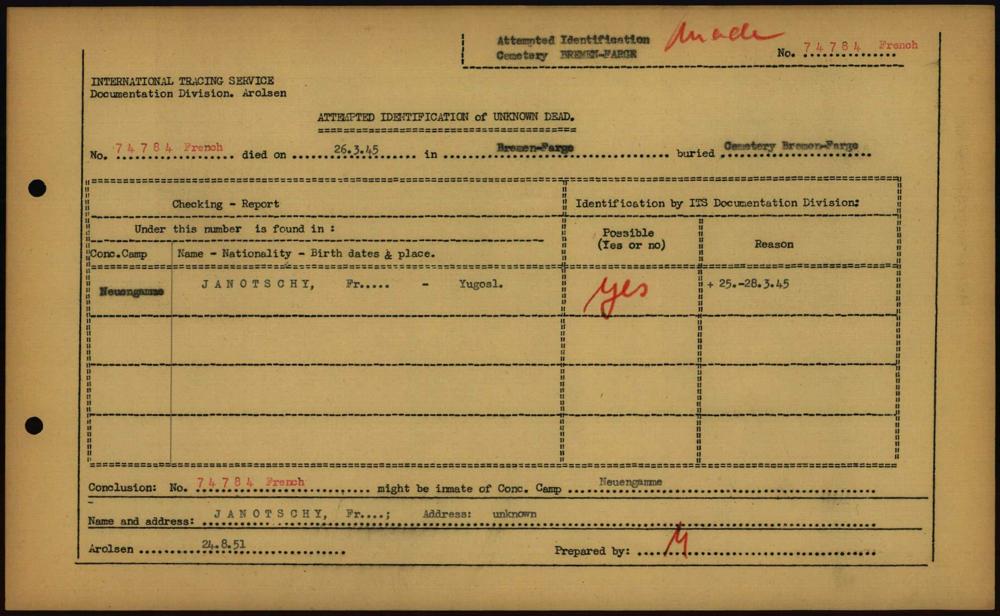 Attempted Identification made
Cemetery BREMEN-FARGE No. 74784 French
INTERNATIONAL TRACING SERVICE
Documentation Division. Arolsen
ATTEMPTED IDENTIFICATION of UNKNOWN DEAD.
No. 74784 French died on 26.3.45 in Bremen-Farge buried Cemetery Bremen-Farge
Checking - Report
Identification by ITS Documentation Division:
Under this number is found in :
Possible
(Yes or no)
Reason
Conc.Camp Name - Nationality - Birth dates & place.
Neuengamme JANOTSCHY, Fr..... - Yugosl. yes + 25.-28.3.45
Conclusion: No. 74784 French might be inmate of Conc. Camp Neuengamme
Name and address: JANOTSCHY, Fr....; Address: unknown
Arolsen 24.8.51 Prepared by: